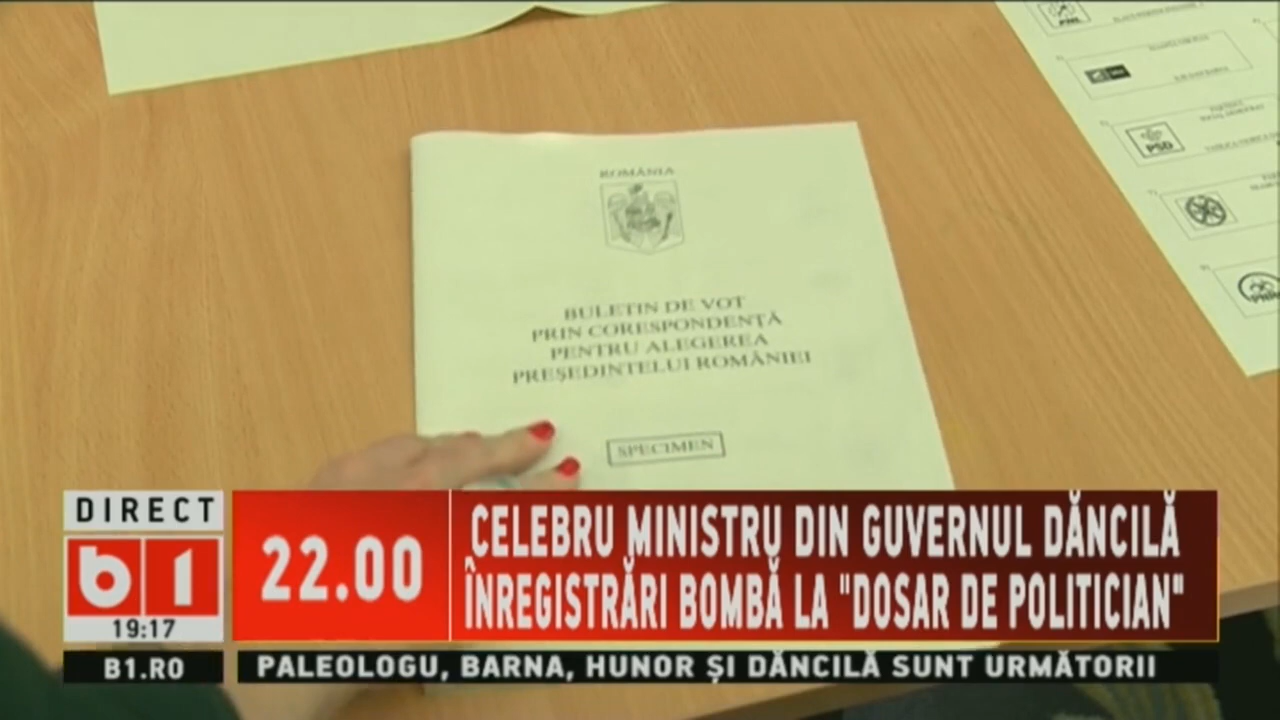 ROMÂNIA
BULETIN DE VOT
PRIN CORESPONDENȚĂ
PENTRU ALEGEREA
PREȘEDINTELUI ROMÂNIEI
SPECIMEN
PNL
PSD
DIRECT
b1
19:17
B1.RO
22.00
CELEBRU MINISTRU DIN GUVERNUL DĂNCILĂ
ÎNREGISTRĂRI BOMBĂ LA "DOSAR DE POLITICIAN"
PALEOLOGU, BARNA, HUNOR ȘI DĂNCILĂ SUNT URMĂTORII